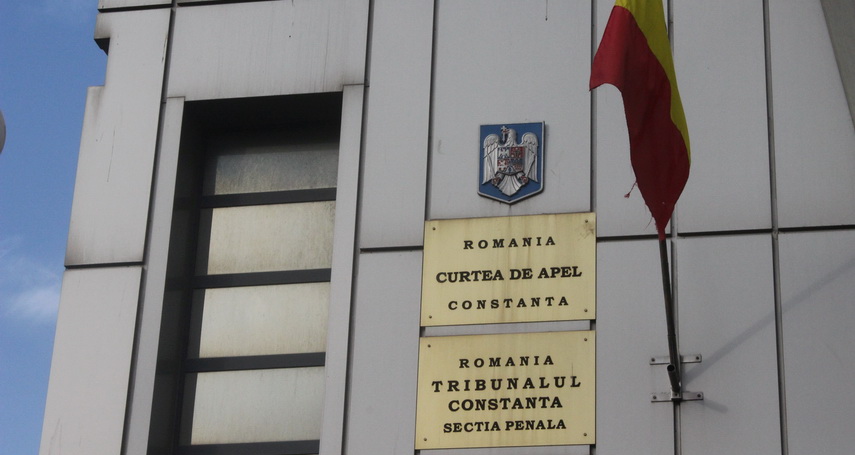 ROMANIA
CURTEA DE APEL
CONSTANTA
ROMANIA
TRIBUNALUL
CONSTANTA
SECTIA PENALA